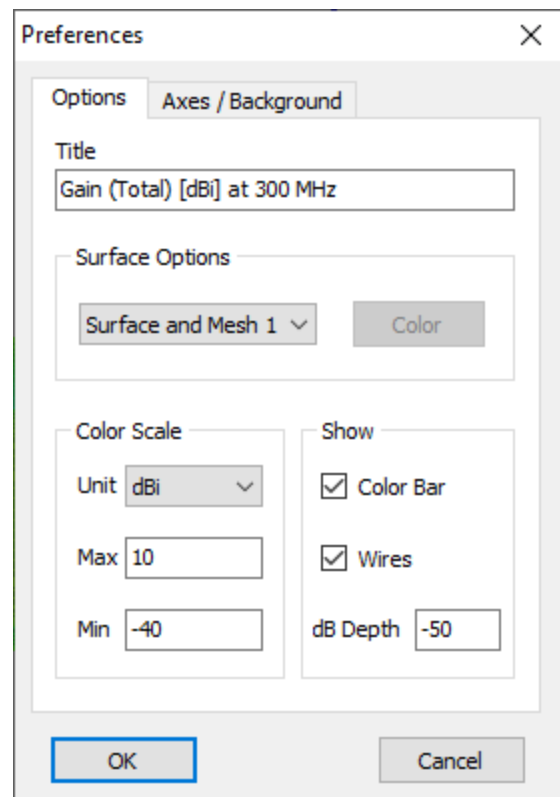 Preferences
Options Axes / Background
Title
Gain (Total) [dBi] at 300 MHz
Surface Options
Surface and Mesh 1 Color
Color Scale
Unit dBi
Max 10
Min -40
Show
Color Bar
Wires
dB Depth -50
OK Cancel